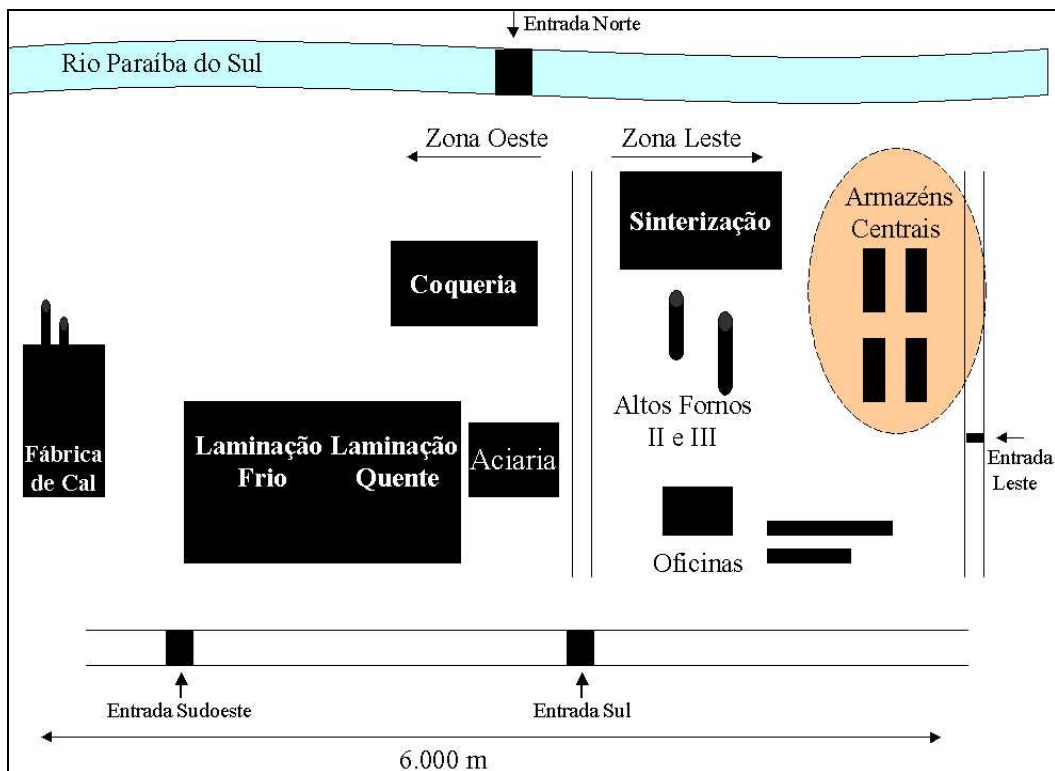 Entrada Norte
Rio Paraíba do Sul
Zona Oeste
Zona Leste
Armazéns
Centrais
Sinterização
Coqueria
Altos Fornos
II e III
Fábrica
de Cal
Laminação
Frio
Laminação
Quente
Aciaria
Entrada
Leste
Oficinas
Entrada Sudoeste
Entrada Sul
6.000 m